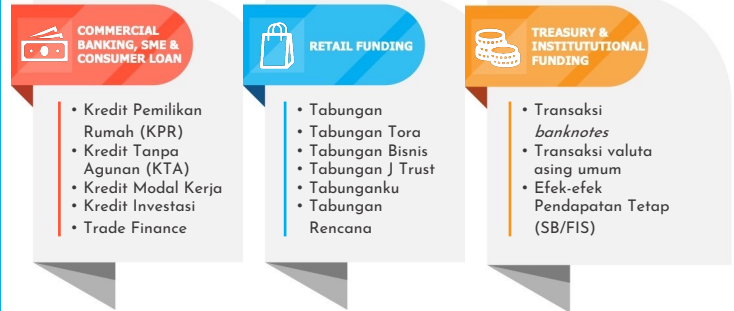 COMMERCIAL
BANKING, SME &
CONSUMER LOAN
• Kredit Pemilikan
Rumah (KPR)
• Kredit Tanpa
Agunan (KTA)
• Kredit Modal Kerja
• Kredit Investasi
• Trade Finance
RETAIL FUNDING
• Tabungan
• Tabungan Tora
• Tabungan Bisnis
• Tabungan J Trust
• Tabunganku
• Tabungan
Rencana
TREASURY &
INSTITUTUTIONAL
FUNDING
• Transaksi
banknotes
• Transaksi valuta
asing umum
• Efek-efek
Pendapatan Tetap
(SB/FIS)